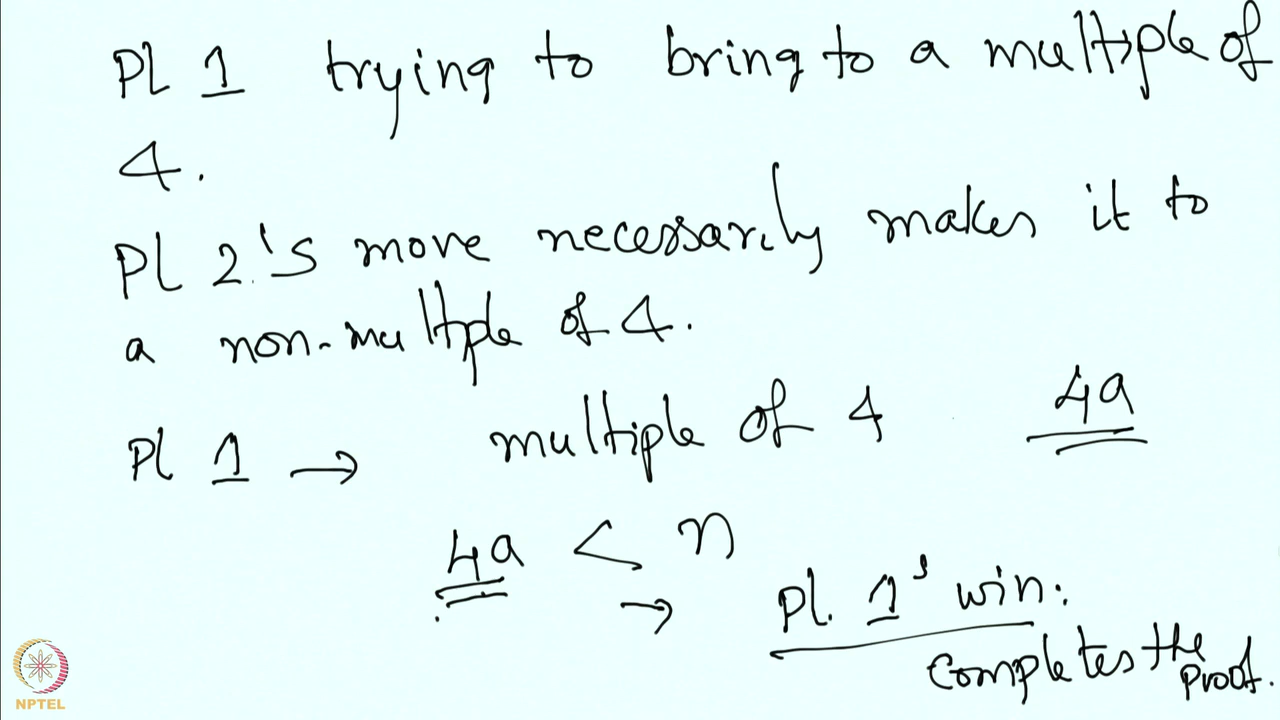 Pl 1 trying to bring to a multiple of
4.
Pl 2's move necessarily makes it to
a non-multiple of 4.
Pl 1 → multiple of 4 4a
4a < n
→ Pl. 1's win.
completes the
proof.
NPTEL